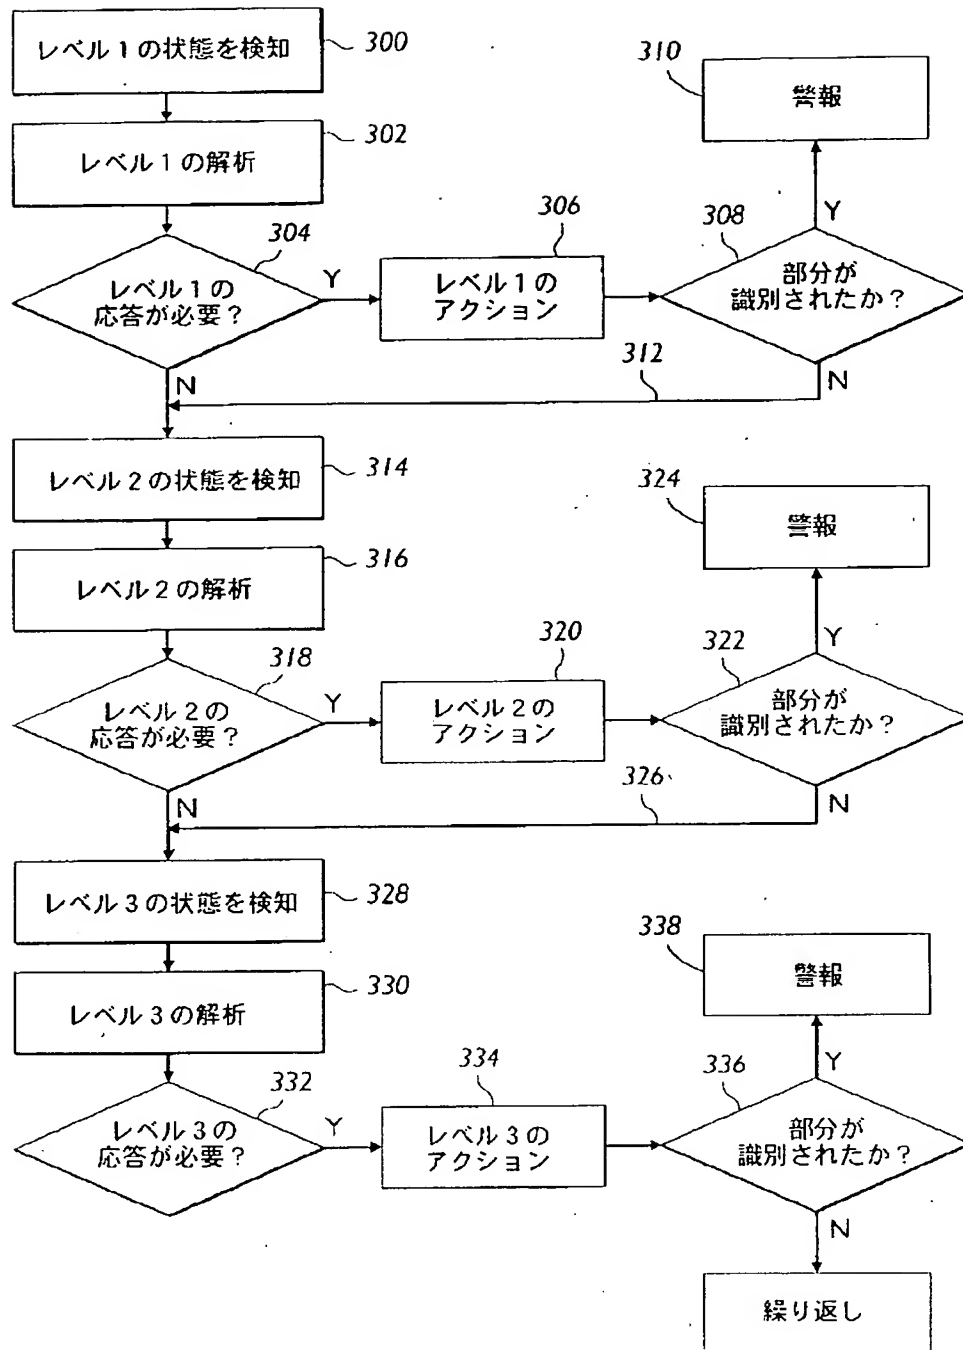 レベル1の状態を検知
300
レベル1の解析
302
304
レベル1の
応答が必要?
Y
N
306
レベル1の
アクション
308
部分が
識別されたか?
Y
N
310
警報
312
レベル2の状態を検知
314
レベル2の解析
316
318
レベル2の
応答が必要?
Y
N
320
レベル2の
アクション
322
部分が
識別されたか?
Y
N
324
警報
326
レベル3の状態を検知
328
レベル3の解析
330
332
レベル3の
応答が必要?
Y
334
レベル3の
アクション
336
部分が
識別されたか?
Y
N
338
警報
繰り返し